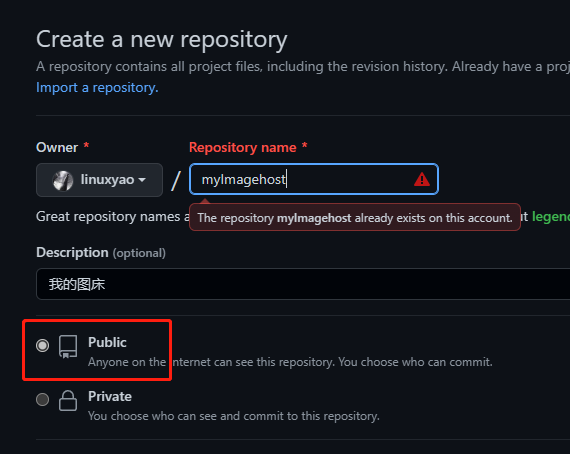 Create a new repository
A repository contains all project files, including the revision history. Already have a proj
Import a repository.
Owner * Repository name *
linuxyao / myImagehost
The repository myImagehost already exists on this account.
Great repository names a t legen
Description (optional)
我的图床
Public
Anyone on the internet can see this repository. You choose who can commit.
Private
You choose who can see and commit to this repository.